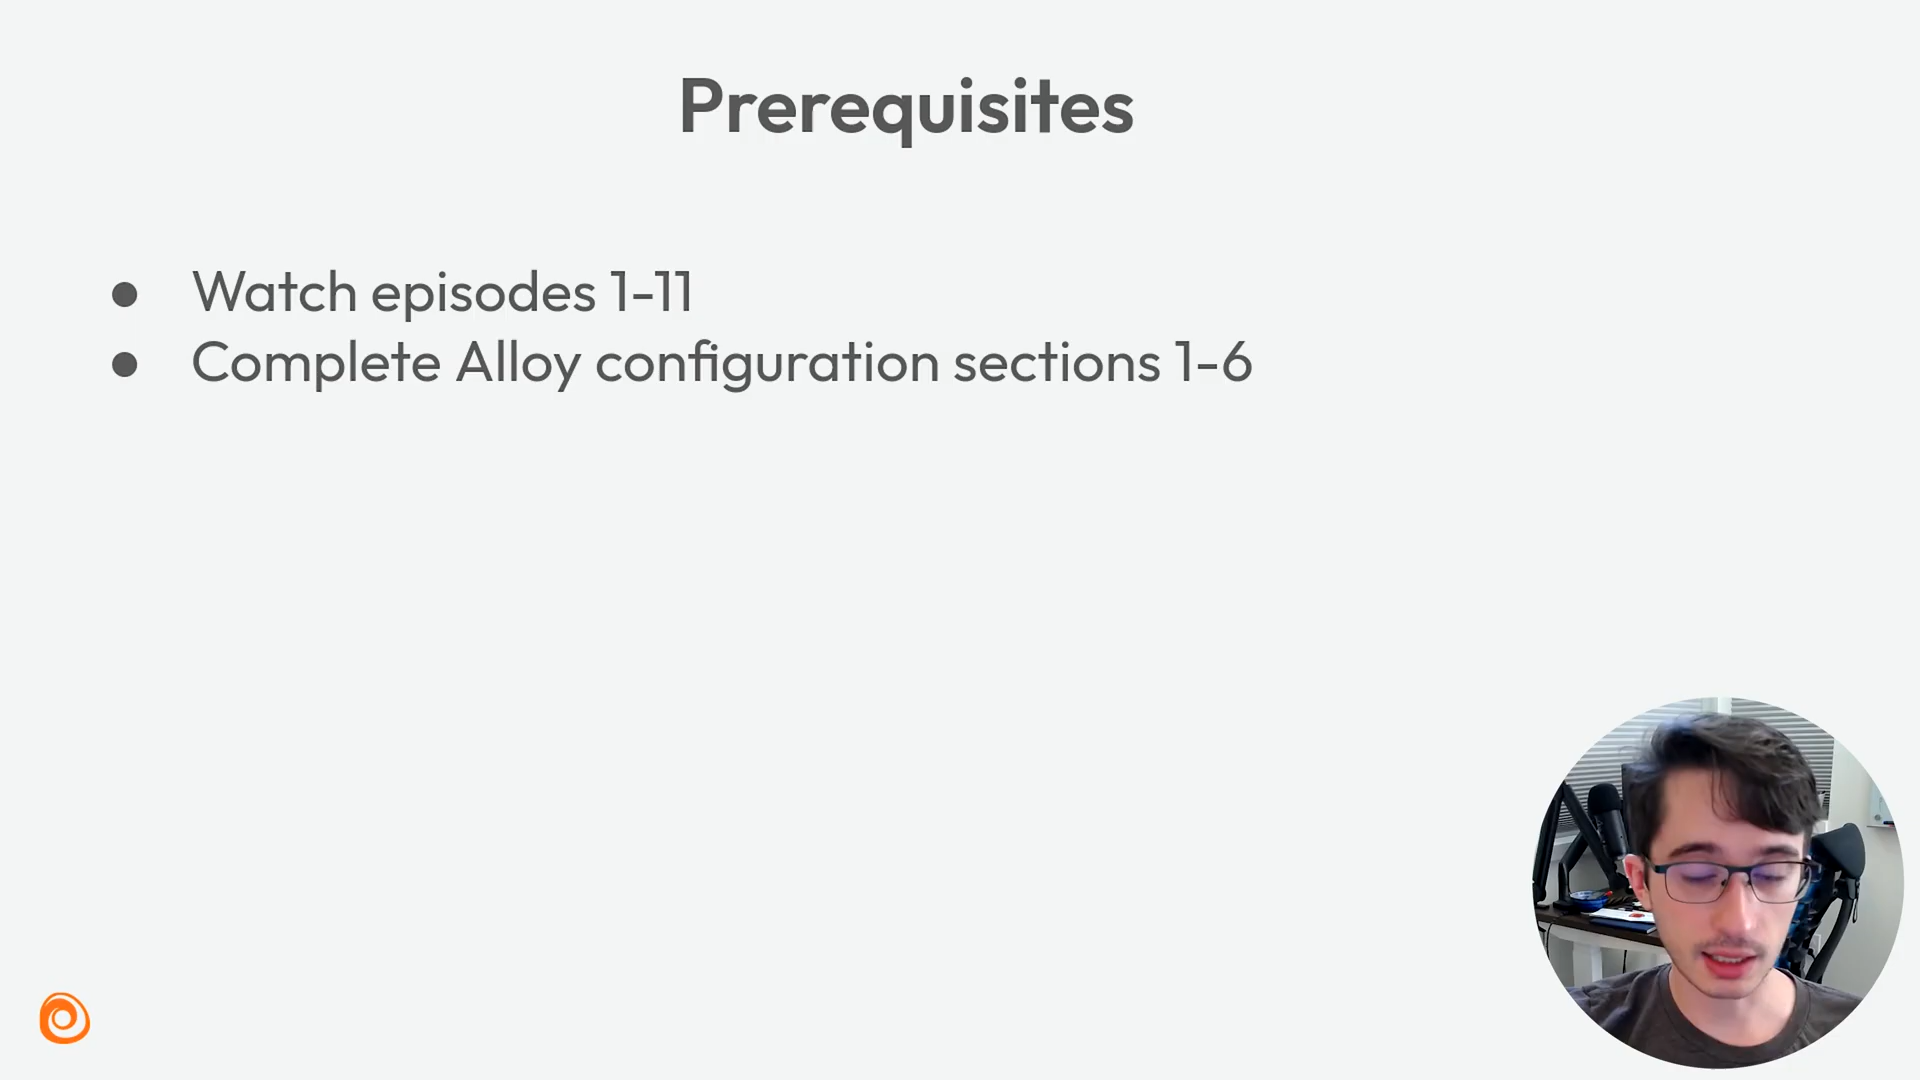 Prerequisites
● Watch episodes 1-11
● Complete Alloy configuration sections 1-6